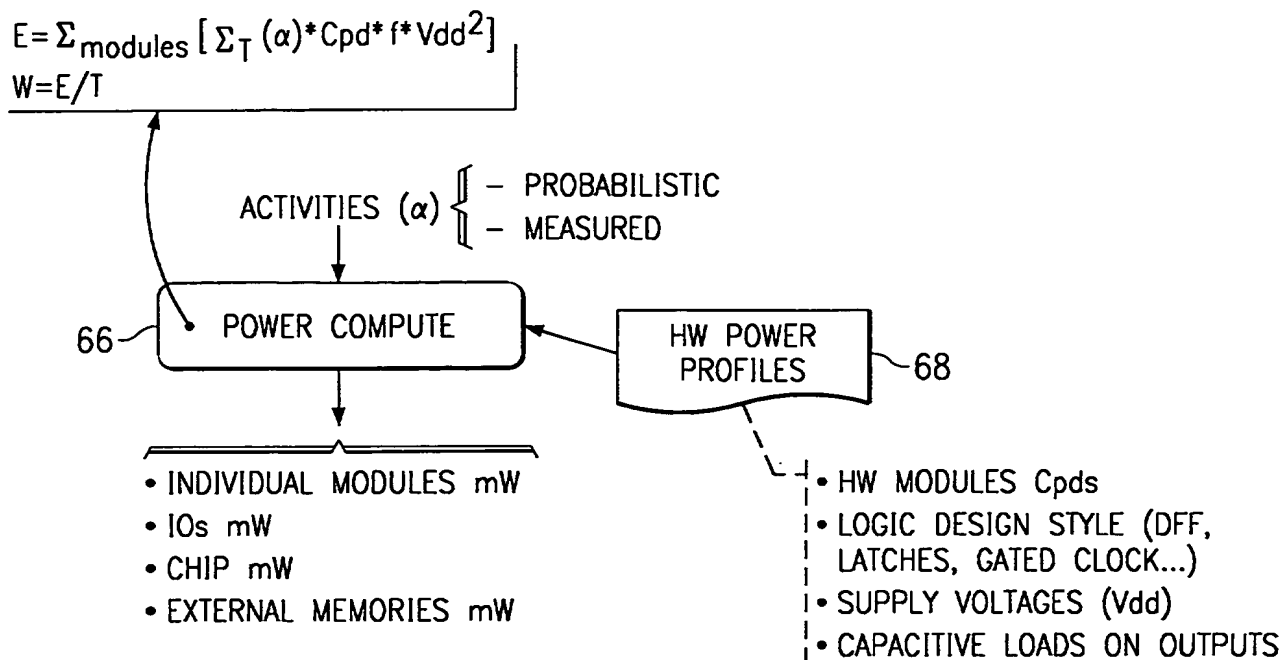 E=Σmodules[ΣT(α)*Cpd*f*Vdd²]
W=E/T
ACTIVITIES (α)
- PROBABILISTIC
- MEASURED
66
POWER COMPUTE
HW POWER
PROFILES
68
• INDIVIDUAL MODULES mW
• IOs mW
• CHIP mW
• EXTERNAL MEMORIES mW
• HW MODULES Cpds
• LOGIC DESIGN STYLE (DFF,
LATCHES, GATED CLOCK...)
• SUPPLY VOLTAGES (Vdd)
• CAPACITIVE LOADS ON OUTPUTS